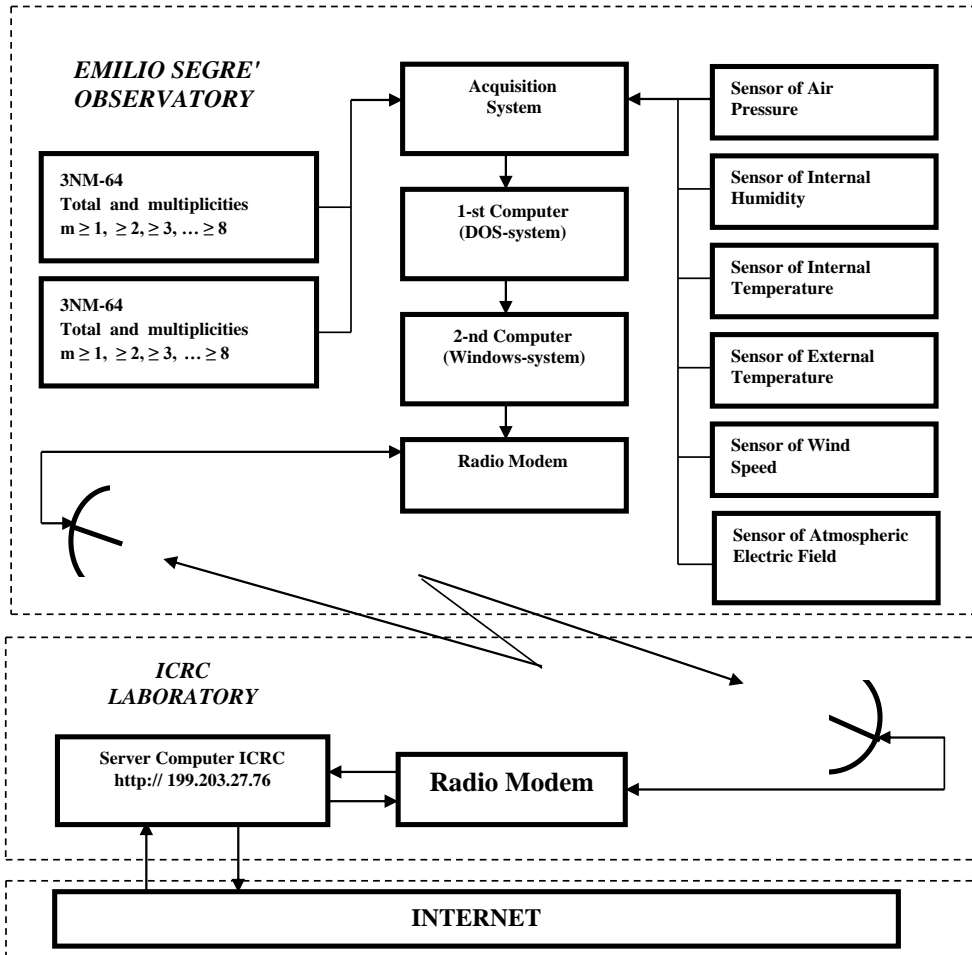 EMILIO SEGRE'
OBSERVATORY
3NM-64
Total and multiplicities
m ≥ 1, ≥ 2, ≥ 3, … ≥ 8
3NM-64
Total and multiplicities
m ≥ 1, ≥ 2, ≥ 3, … ≥ 8
Acquisition
System
1-st Computer
(DOS-system)
2-nd Computer
(Windows-system)
Radio Modem
Sensor of Air
Pressure
Sensor of Internal
Humidity
Sensor of Internal
Temperature
Sensor of External
Temperature
Sensor of Wind
Speed
Sensor of Atmospheric
Electric Field
ICRC
LABORATORY
Server Computer ICRC
http:// 199.203.27.76
Radio Modem
INTERNET